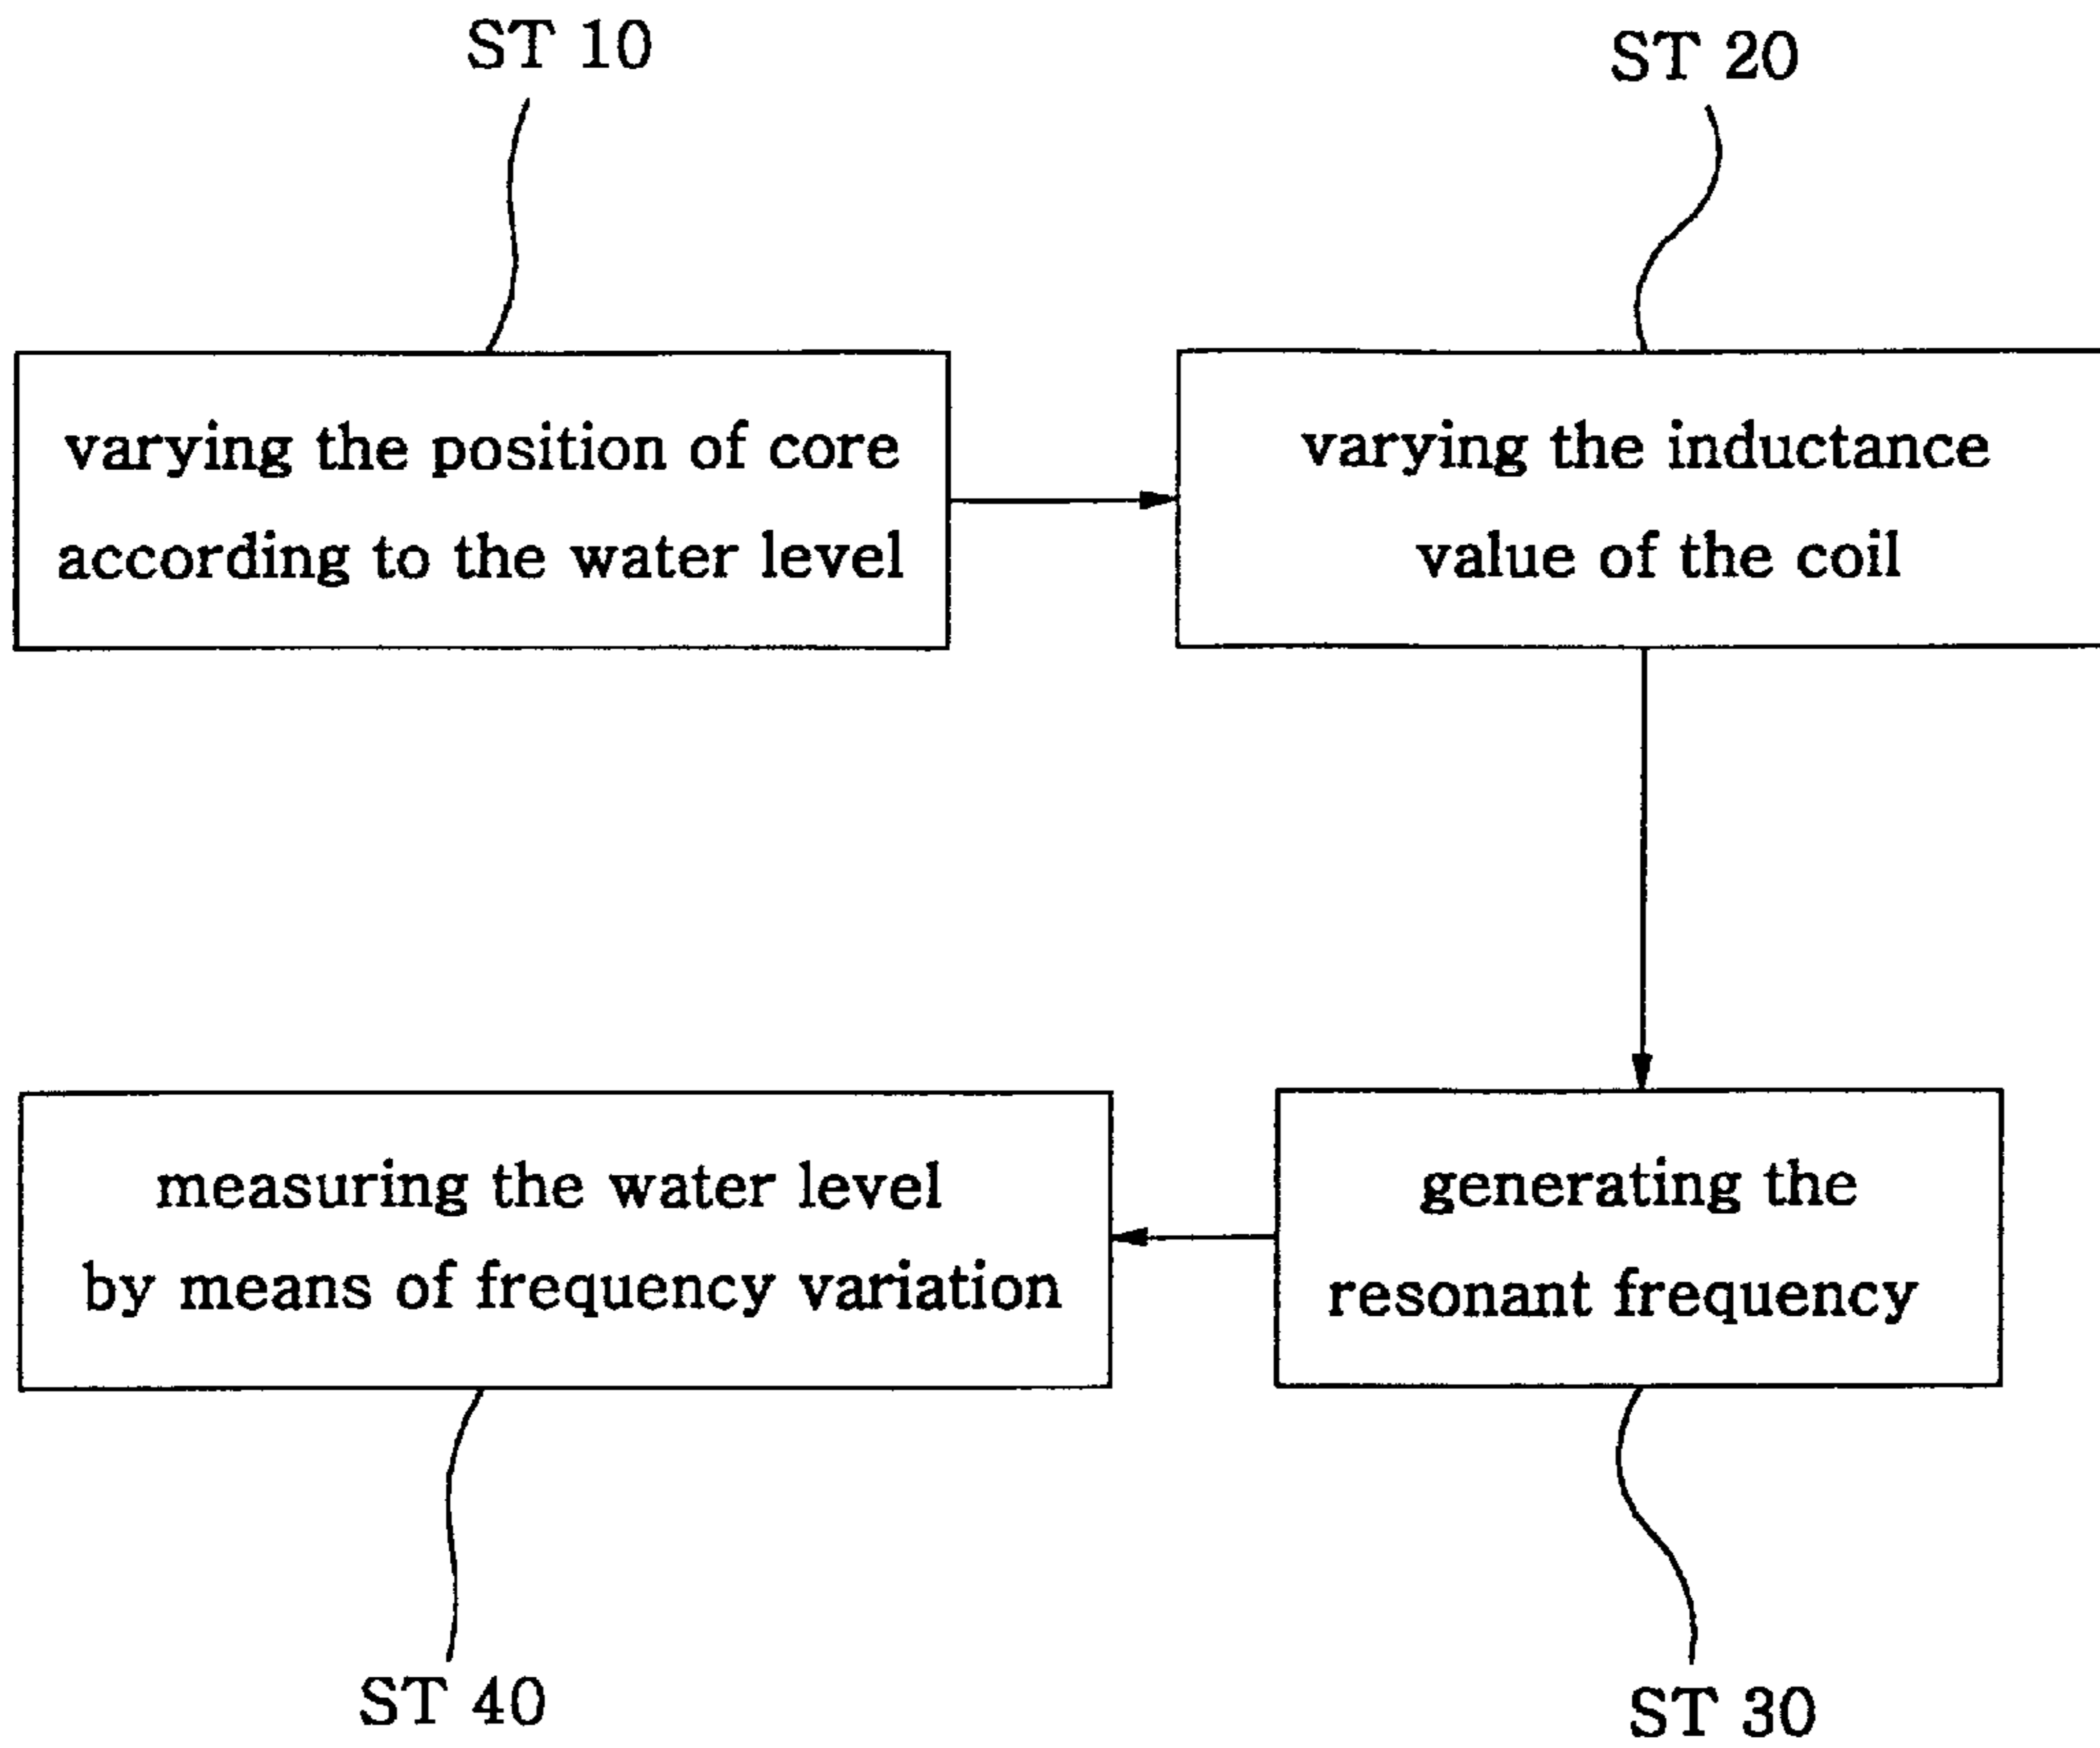 ST 10
ST 20
varying the position of core
according to the water level
varying the inductance
value of the coil
measuring the water level
by means of frequency variation
generating the
resonant frequency
ST 40
ST 30